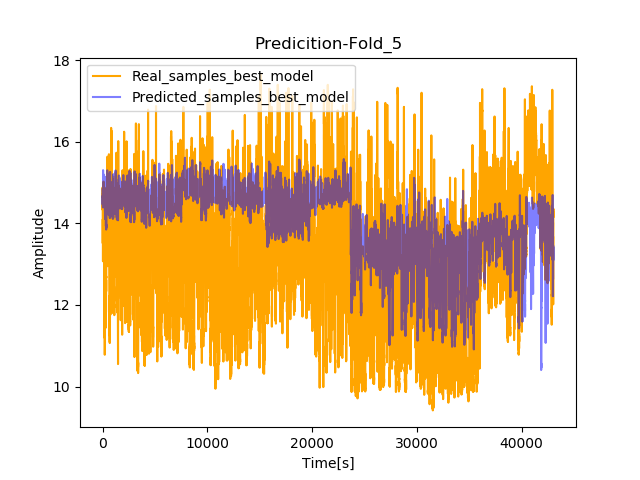 Predicition-Fold_5
Real_samples_best_model
Predicted_samples_best_model
18
16
14
12
10
Amplitude
0
10000
20000
30000
40000
Time[s]